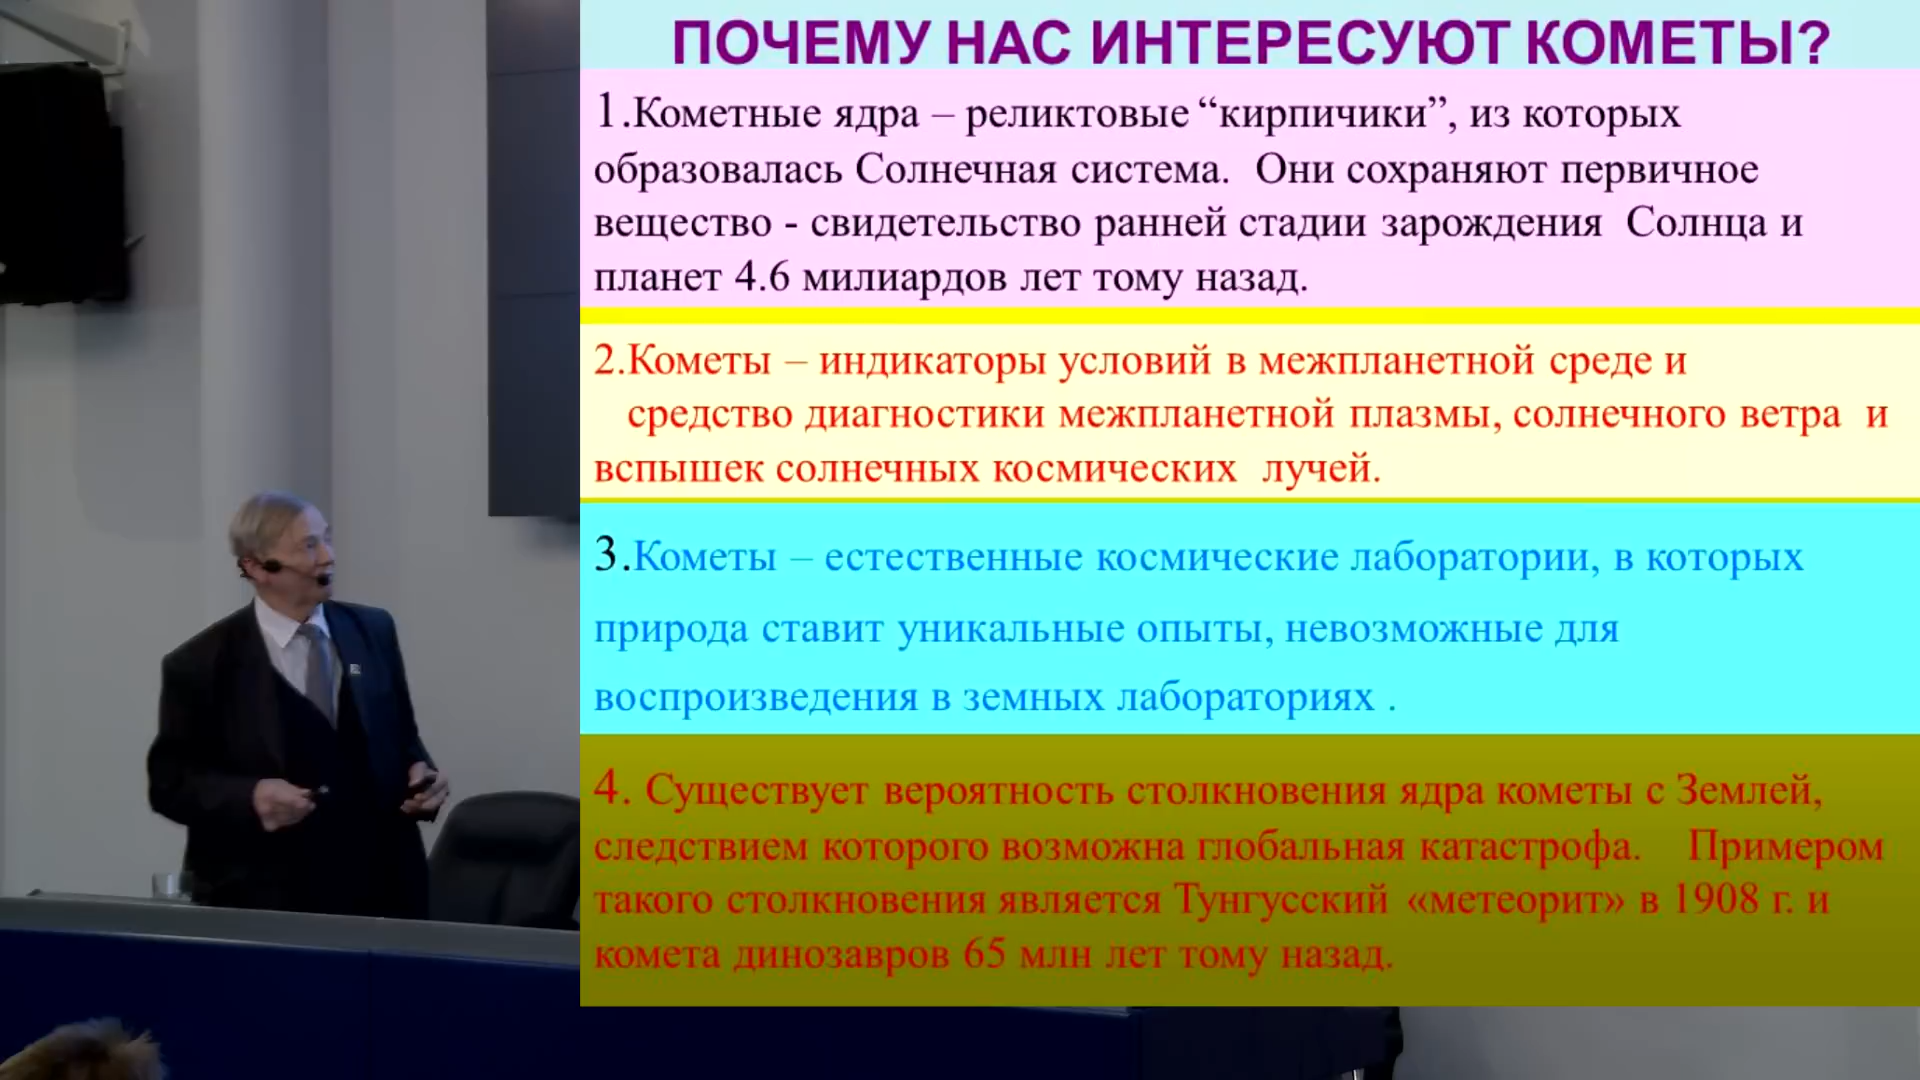 ПОЧЕМУ НАС ИНТЕРЕСУЮТ КОМЕТЫ?
1.Кометные ядра – реликтовые “кирпичики”, из которых
образовалась Солнечная система. Они сохраняют первичное
вещество - свидетельство ранней стадии зарождения Солнца и
планет 4.6 милиардов лет тому назад.
2.Кометы – индикаторы условий в межпланетной среде и
средство диагностики межпланетной плазмы, солнечного ветра и
вспышек солнечных космических лучей.
3.Кометы – естественные космические лаборатории, в которых
природа ставит уникальные опыты, невозможные для
воспроизведения в земных лабораториях .
4. Существует вероятность столкновения ядра кометы с Землей,
следствием которого возможна глобальная катастрофа. Примером
такого столкновения является Тунгусский «метеорит» в 1908 г. и
комета динозавров 65 млн лет тому назад.